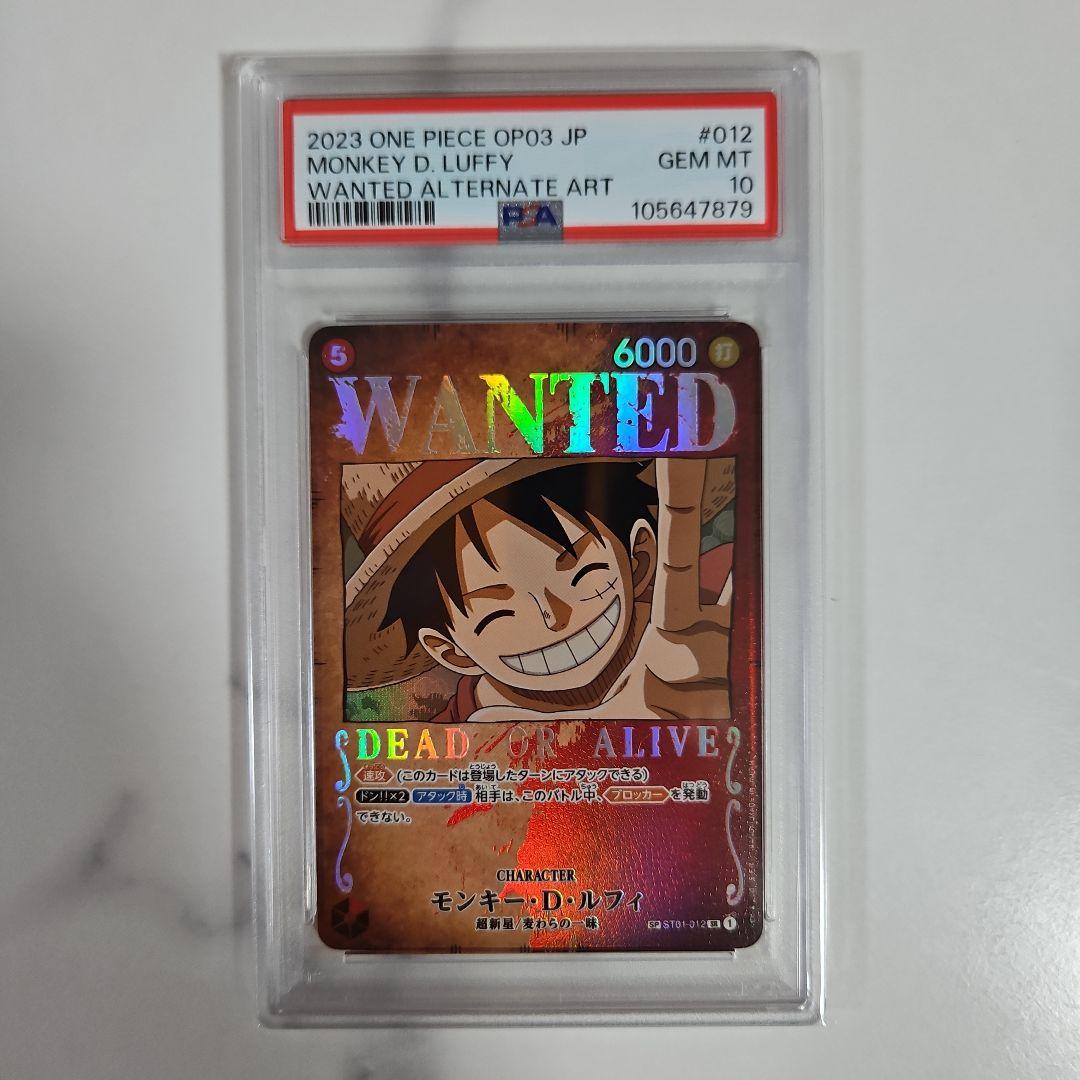 2023 ONE PIECE OP03 JP #012
MONKEY D. LUFFY GEM MT
WANTED ALTERNATE ART 10
PSA 105647879
5 6000 打
WANTED
DEAD OR ALIVE
速攻 (このカードは登場したターンにアタックできる)
ドン!!×2 アタック時 相手は、このバトル中、ブロッカーを発動
できない。
CHARACTER
モンキー・D・ルフィ
超新星/麦わらの一味
SP ST01-012 SR 1